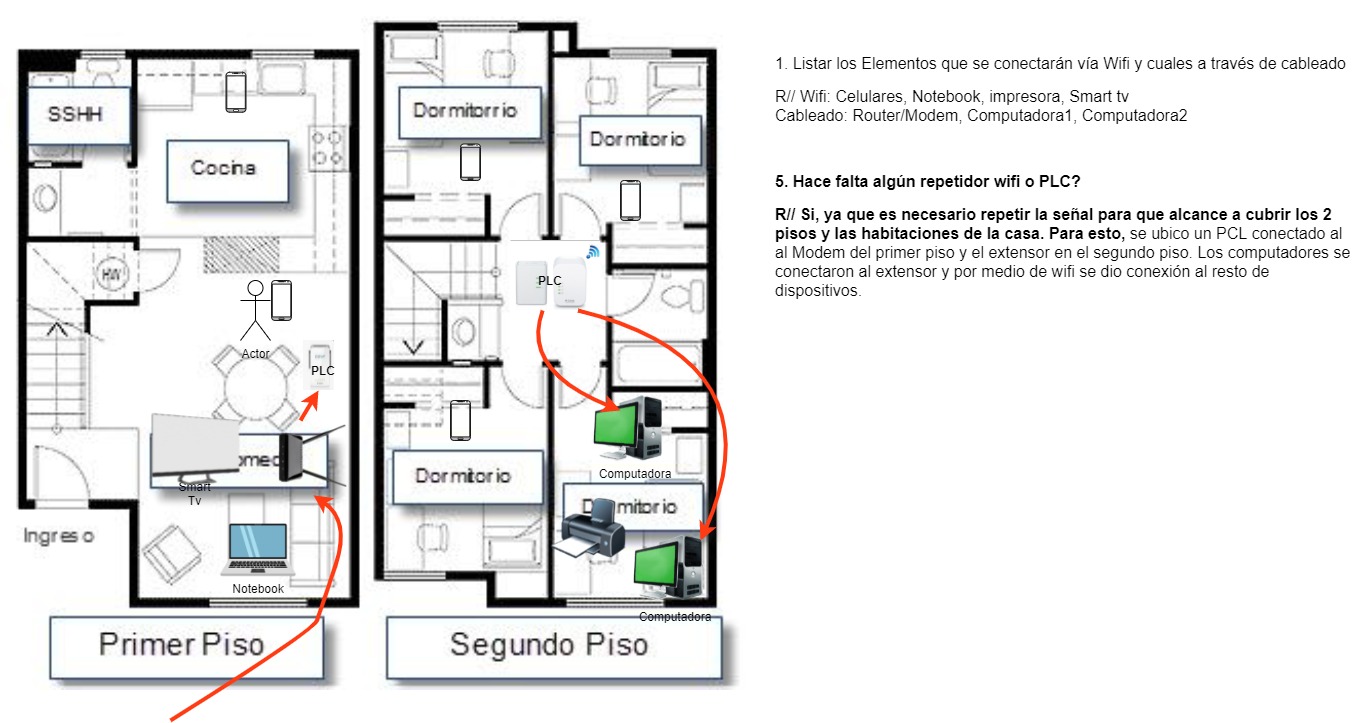 SSHH
Cocina
HW
Actor
PLC
Smart
Tv
Notebook
Ingreso
Primer Piso
Dormitorrio
Dormitorio
PLC
Computadora
Dormitorio
Computadora
Segundo Piso
1. Listar los Elementos que se conectarán vía Wifi y cuales a través de cableado
R// Wifi: Celulares, Notebook, impresora, Smart tv
Cableado: Router/Modem, Computadora1, Computadora2
5. Hace falta algún repetidor wifi o PLC?
R// Si, ya que es necesario repetir la señal para que alcance a cubrir los 2
pisos y las habitaciones de la casa. Para esto, se ubico un PCL conectado al
al Modem del primer piso y el extensor en el segundo piso. Los computadores se
conectaron al extensor y por medio de wifi se dio conexión al resto de
dispositivos.